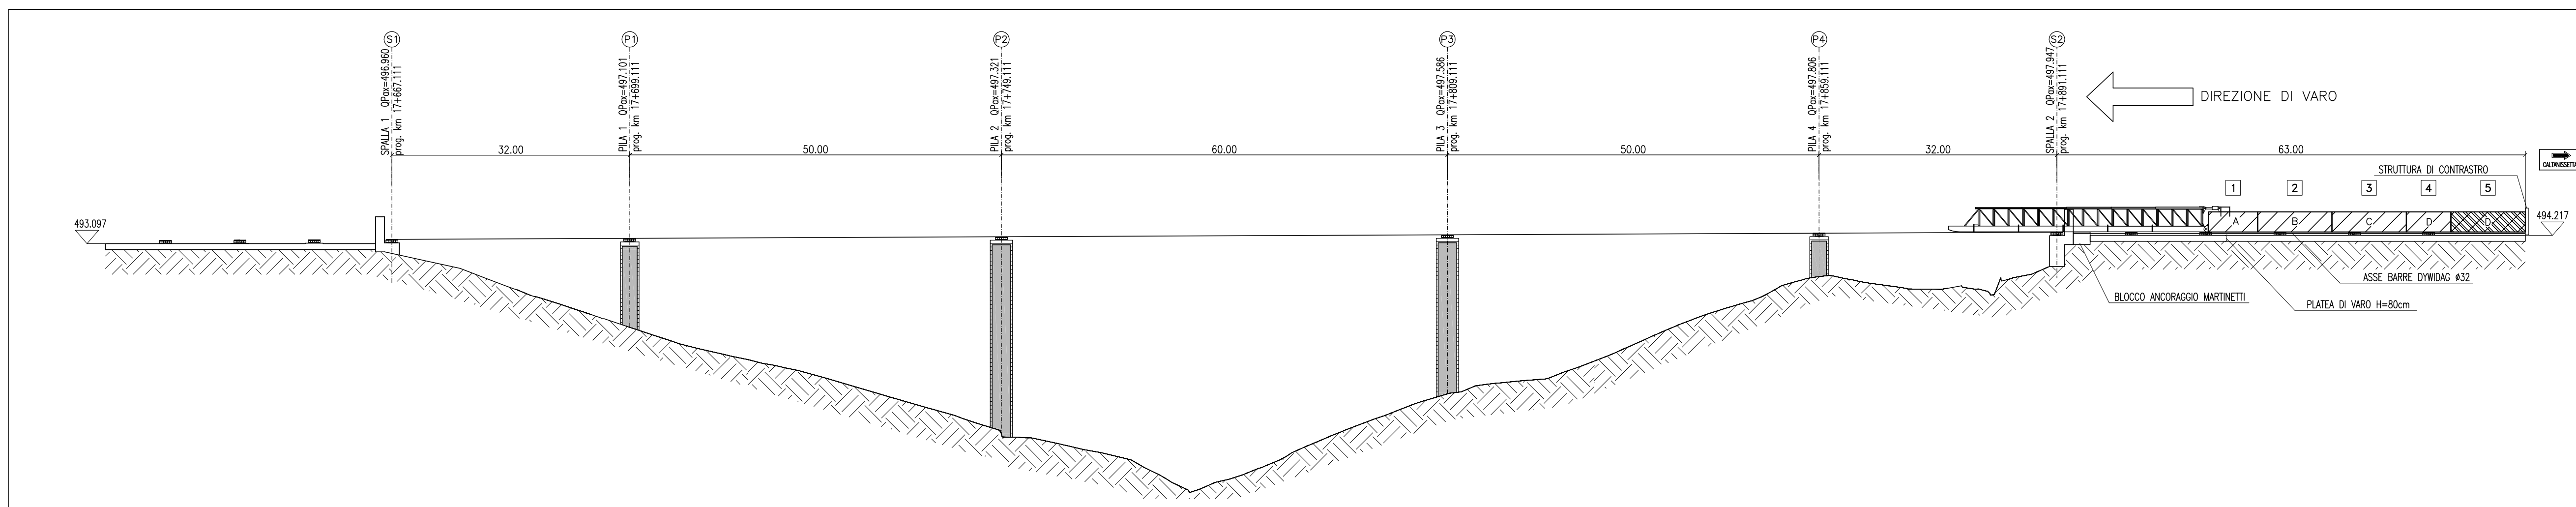 S1
P1
P2
P3
P4
S2
SPALLA 1 QPax=496.960
prog. km 17+667.111
PILA 1 QPax=497.101
prog. km 17+699.111
PILA 2 QPax=497.321
prog. km 17+749.111
PILA 3 QPax=497.586
prog. km 17+809.111
PILA 4 QPax=497.806
prog. km 17+859.111
SPALLA 2 QPax=497.947
prog. km 17+891.111
DIREZIONE DI VARO
32.00
50.00
60.00
50.00
32.00
63.00
CALTANISSETTA
STRUTTURA DI CONTRASTRO
1
2
3
4
5
493.097
494.217
A
B
C
D
D
ASSE BARRE DYWIDAG ø32
BLOCCO ANCORAGGIO MARTINETTI
PLATEA DI VARO H=80cm